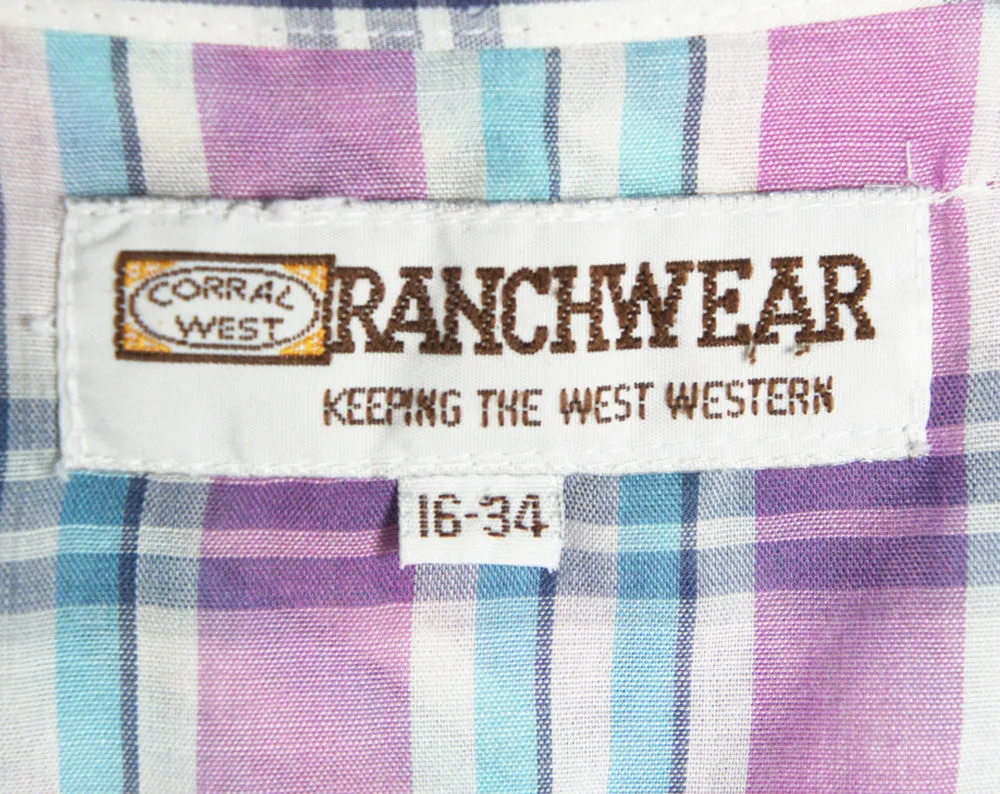 CORRAL
WEST
RANCHWEAR
KEEPING THE WEST WESTERN
16-34